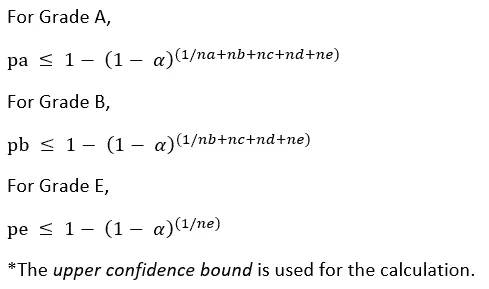 For Grade A,
pa ≤ 1 − (1 − α)^(1/na+nb+nc+nd+ne)
For Grade B,
pb ≤ 1 − (1 − α)^(1/nb+nc+nd+ne)
For Grade E,
pe ≤ 1 − (1 − α)^(1/ne)
*The upper confidence bound is used for the calculation.